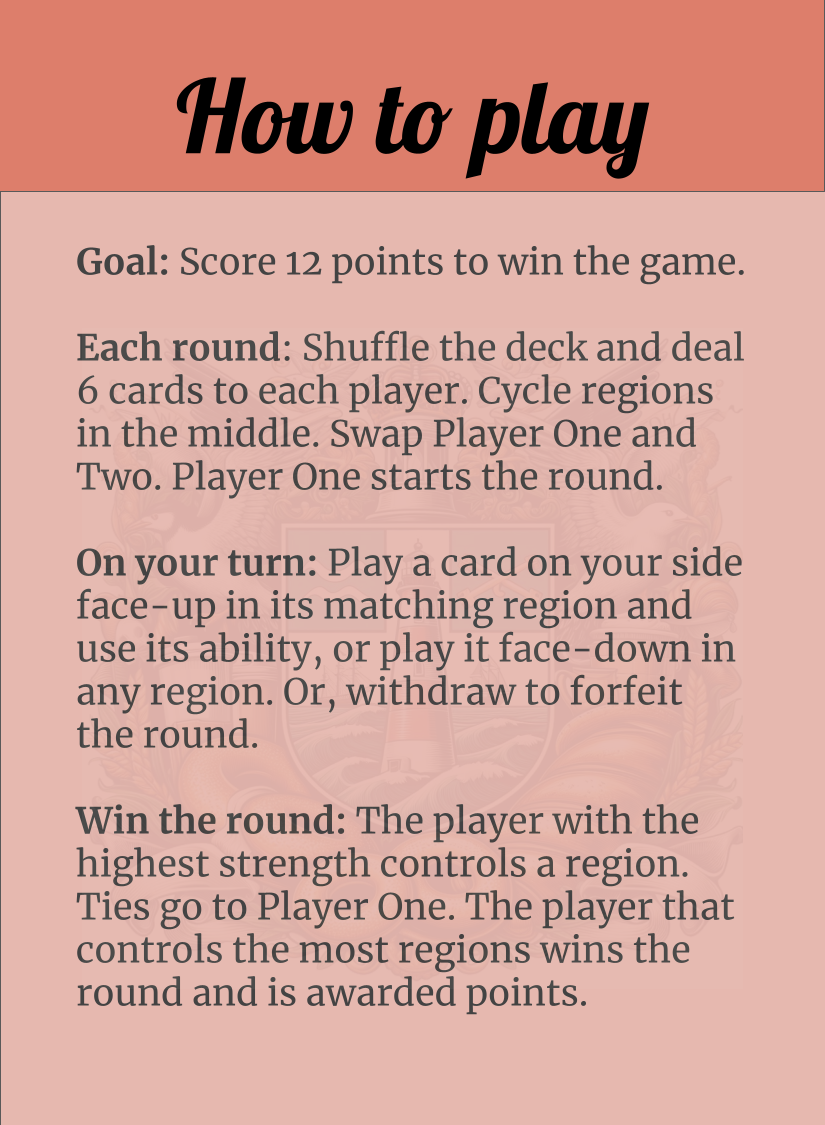 How to play
Goal: Score 12 points to win the game.
Each round: Shuffle the deck and deal
6 cards to each player. Cycle regions
in the middle. Swap Player One and
Two. Player One starts the round.
On your turn: Play a card on your side
face-up in its matching region and
use its ability, or play it face-down in
any region. Or, withdraw to forfeit
the round.
Win the round: The player with the
highest strength controls a region.
Ties go to Player One. The player that
controls the most regions wins the
round and is awarded points.